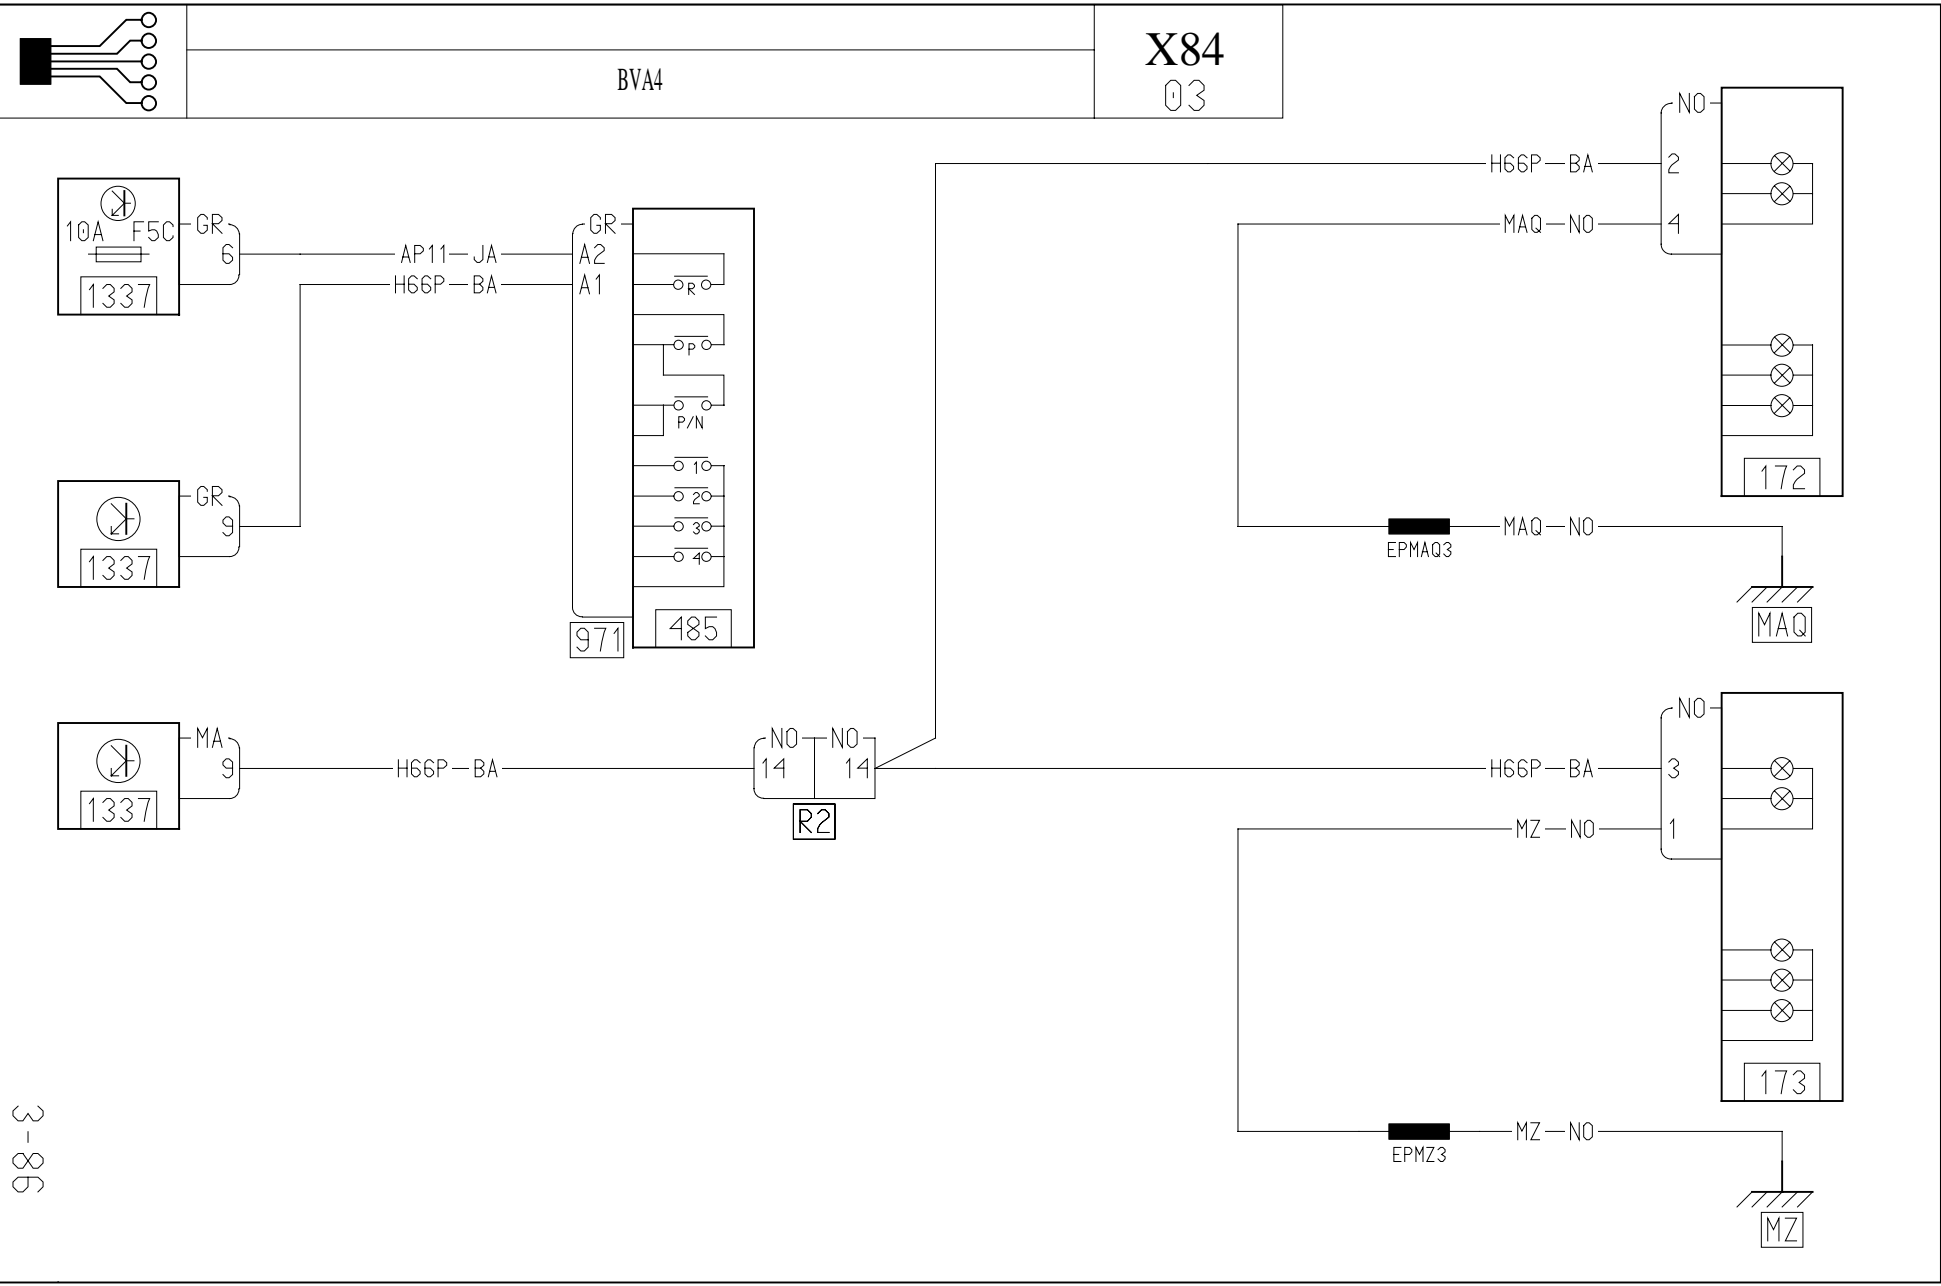 BVA4
X84
03
10A F5C
GR
6
1337
AP11 JA
H66P BA
GR
A2
A1
R
P
P/N
1
2
3
4
971
485
GR
9
1337
MA
9
1337
H66P BA
NO NO
14 14
R2
NO
H66P BA 2
MAQ NO 4
172
EPMAQ3
MAQ NO
MAQ
NO
H66P BA 3
MZ NO 1
173
EPMZ3
MZ NO
MZ
3-86